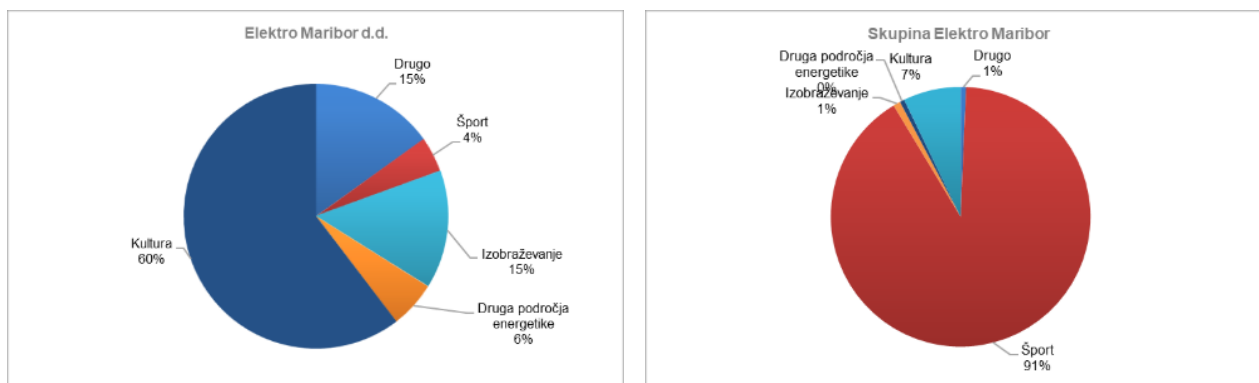 Elektro Maribor d.d.
Drugo
15%
Šport
4%
Izobraževanje
15%
Druga področja
energetike
6%
Kultura
60%
Skupina Elektro Maribor
Drugo
1%
Šport
91%
Izobraževanje
1%
Druga področja
energetike
0%
Kultura
7%